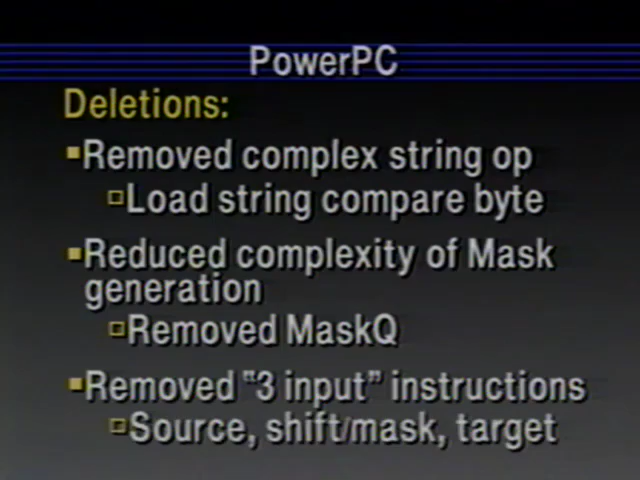 PowerPC
Deletions:
▪Removed complex string op
▫Load string compare byte
▪Reduced complexity of Mask
generation
▫Removed MaskQ
▪Removed "3 input" instructions
▫Source, shift/mask, target